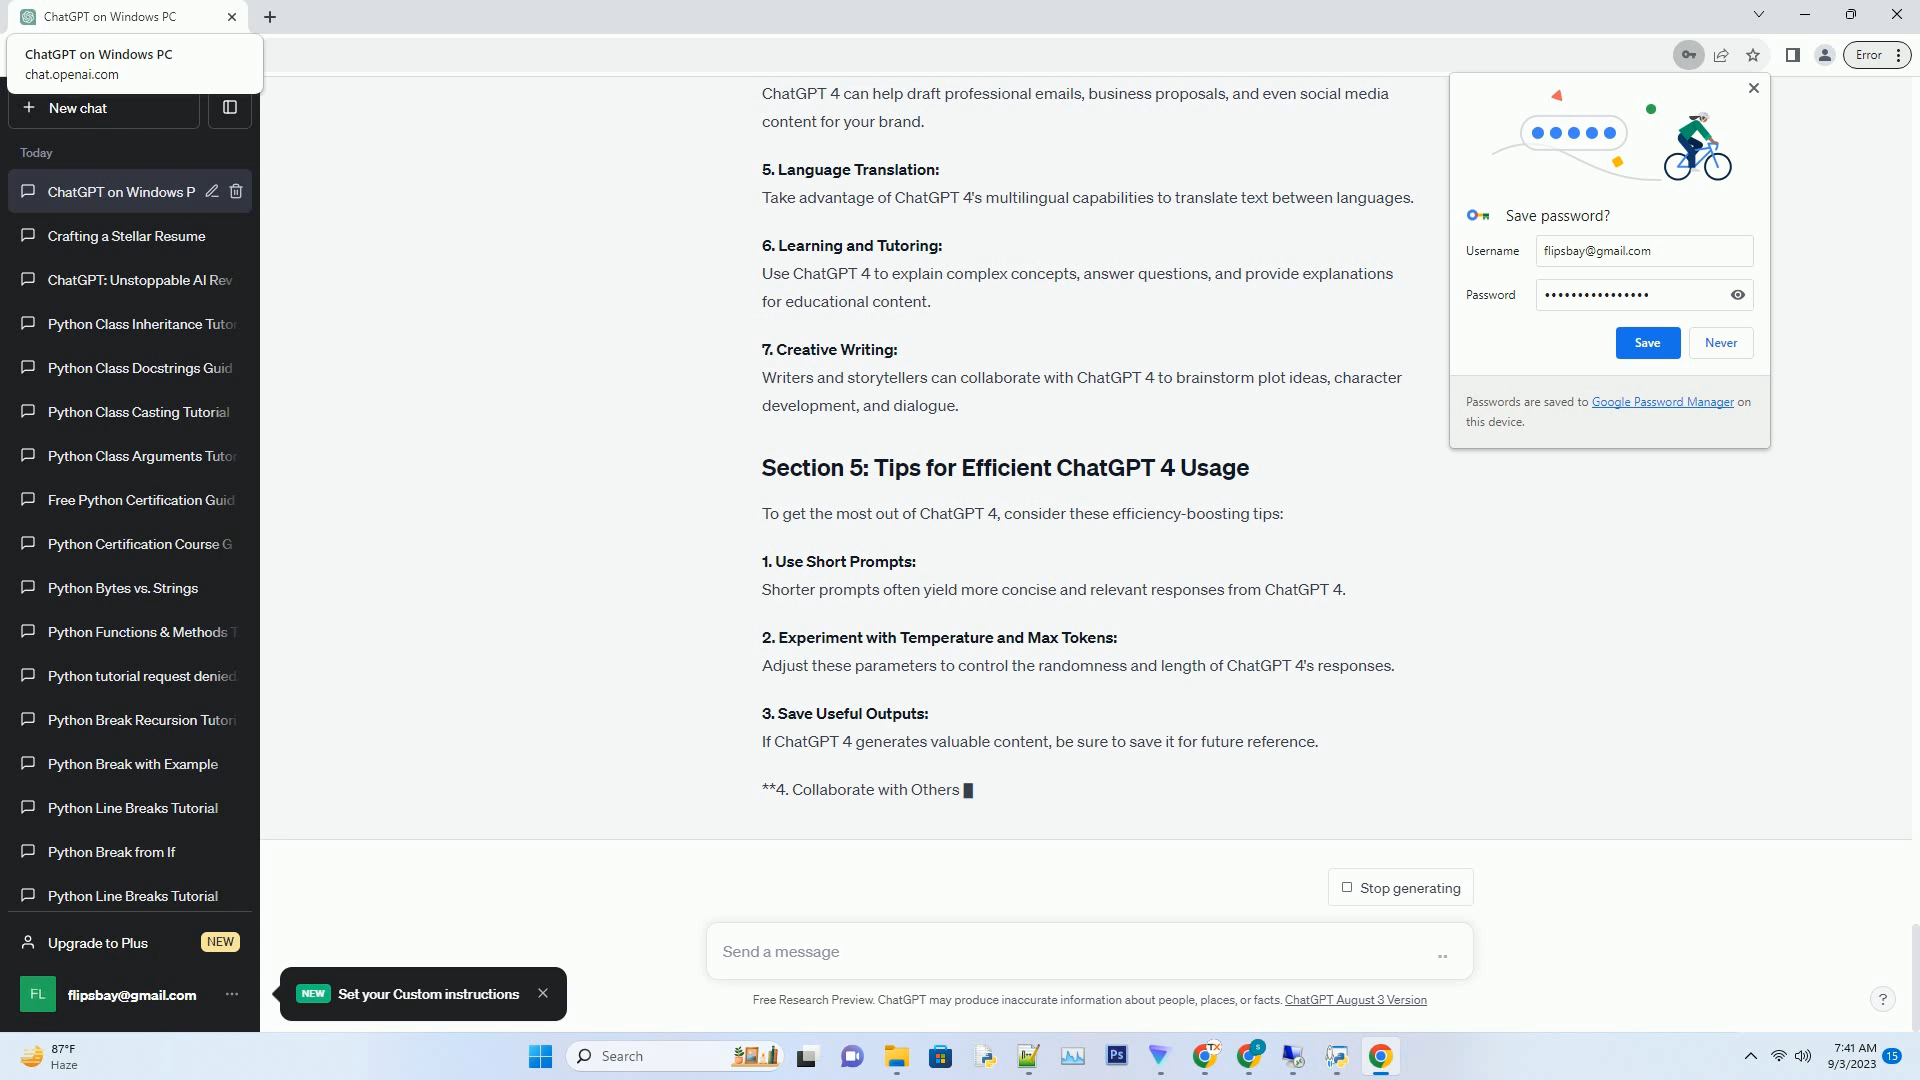 ChatGPT on Windows PC
ChatGPT on Windows PC
chat.openai.com
Error
New chat
Today
ChatGPT on Windows P
Crafting a Stellar Resume
ChatGPT: Unstoppable AI Rev
Python Class Inheritance Tutor
Python Class Docstrings Guid
Python Class Casting Tutorial
Python Class Arguments Tutor
Free Python Certification Guid
Python Certification Course G
Python Bytes vs. Strings
Python Functions & Methods T
Python tutorial request denied
Python Break Recursion Tutori
Python Break with Example
Python Line Breaks Tutorial
Python Break from If
Python Line Breaks Tutorial
Upgrade to Plus
NEW
FL
flipsbay@gmail.com
ChatGPT 4 can help draft professional emails, business proposals, and even social media
content for your brand.
5. Language Translation:
Take advantage of ChatGPT 4's multilingual capabilities to translate text between languages.
6. Learning and Tutoring:
Use ChatGPT 4 to explain complex concepts, answer questions, and provide explanations
for educational content.
7. Creative Writing:
Writers and storytellers can collaborate with ChatGPT 4 to brainstorm plot ideas, character
development, and dialogue.
Section 5: Tips for Efficient ChatGPT 4 Usage
To get the most out of ChatGPT 4, consider these efficiency-boosting tips:
1. Use Short Prompts:
Shorter prompts often yield more concise and relevant responses from ChatGPT 4.
2. Experiment with Temperature and Max Tokens:
Adjust these parameters to control the randomness and length of ChatGPT 4's responses.
3. Save Useful Outputs:
If ChatGPT 4 generates valuable content, be sure to save it for future reference.
**4. Collaborate with Others
Stop generating
Send a message
NEW Set your Custom instructions
Free Research Preview. ChatGPT may produce inaccurate information about people, places, or facts. ChatGPT August 3 Version
?
Save password?
Username
flipsbay@gmail.com
Password
••••••••••••••••
Save
Never
Passwords are saved to Google Password Manager on
this device.
87°F
Haze
Search
Ps
TX
S
7:41 AM
9/3/2023
15